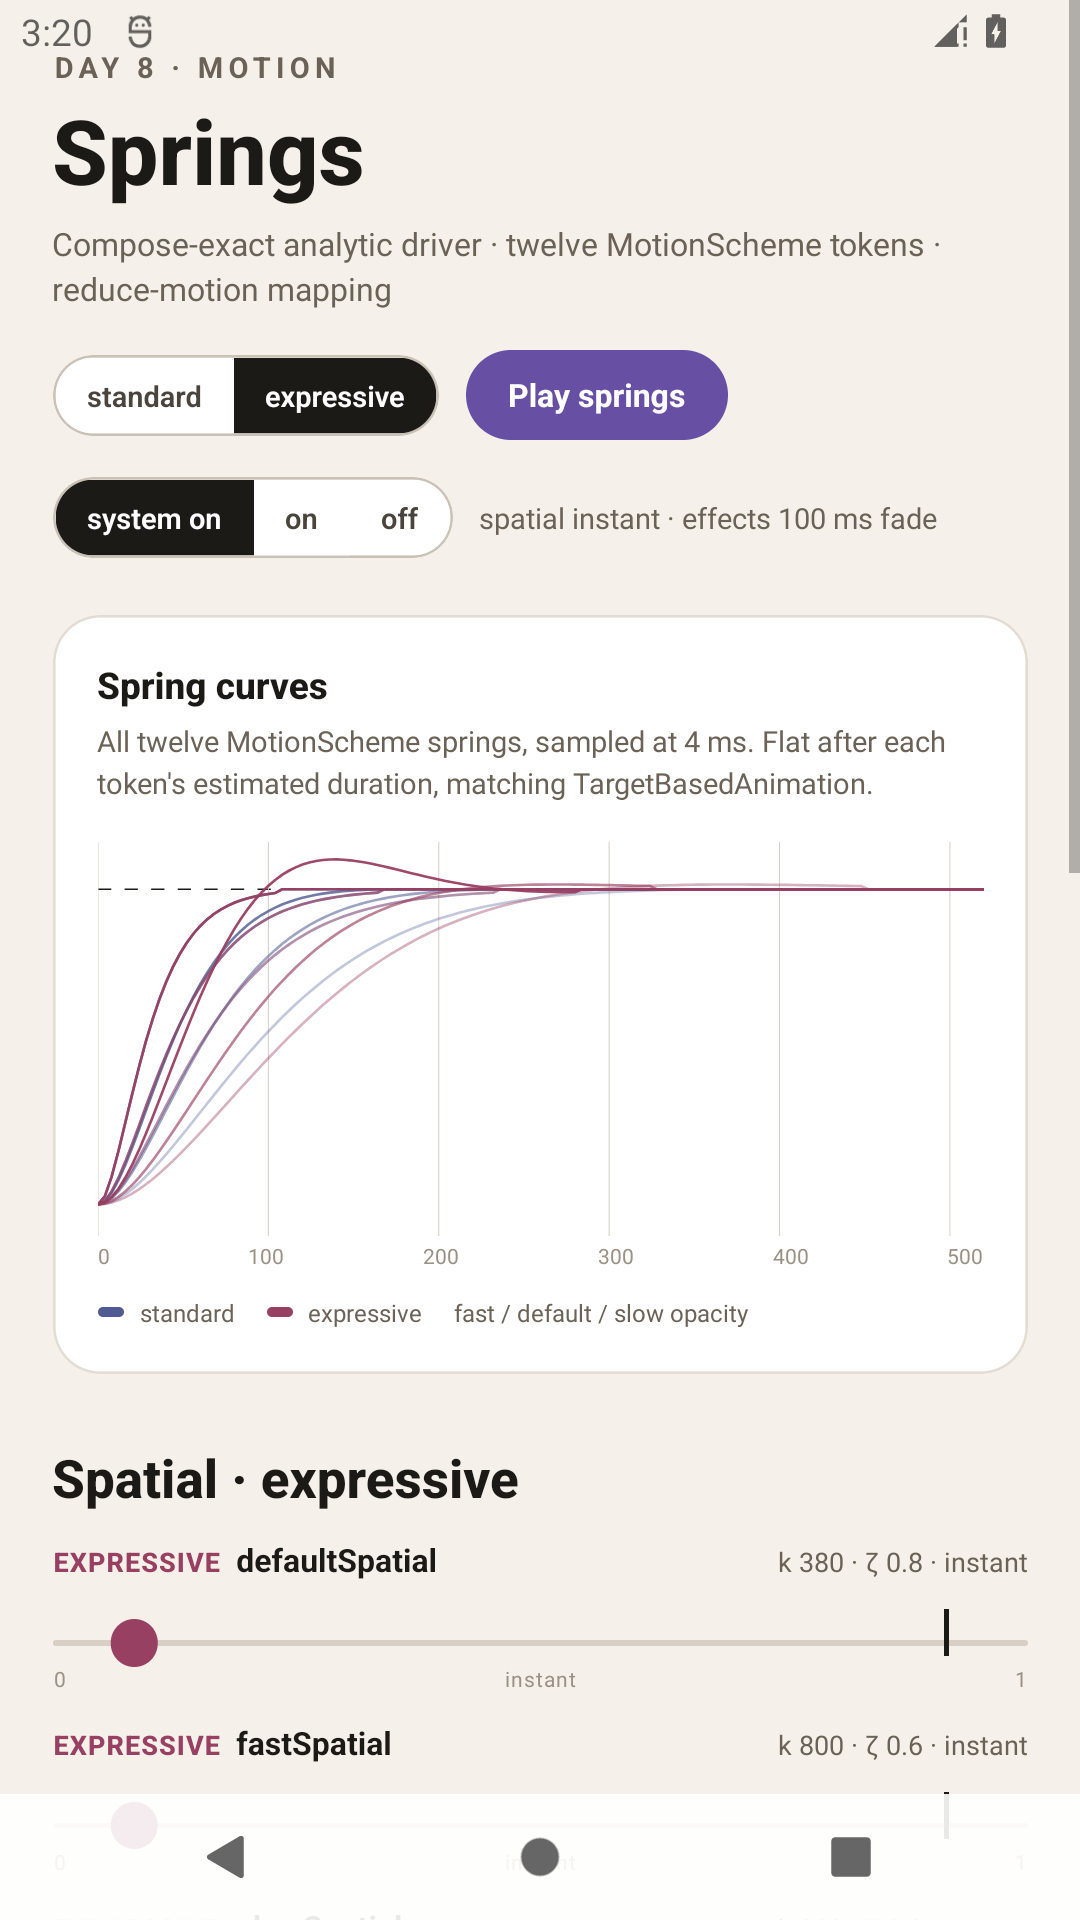 3:20
DAY 8 · MOTION
Springs
Compose-exact analytic driver · twelve MotionScheme tokens ·
reduce-motion mapping
standard expressive Play springs
system on on off spatial instant · effects 100 ms fade
Spring curves
All twelve MotionScheme springs, sampled at 4 ms. Flat after each
token's estimated duration, matching TargetBasedAnimation.
0 100 200 300 400 500
standard expressive fast / default / slow opacity
Spatial · expressive
EXPRESSIVE defaultSpatial k 380 · ζ 0.8 · instant
0 instant 1
EXPRESSIVE fastSpatial k 800 · ζ 0.6 · instant
0 instant 1